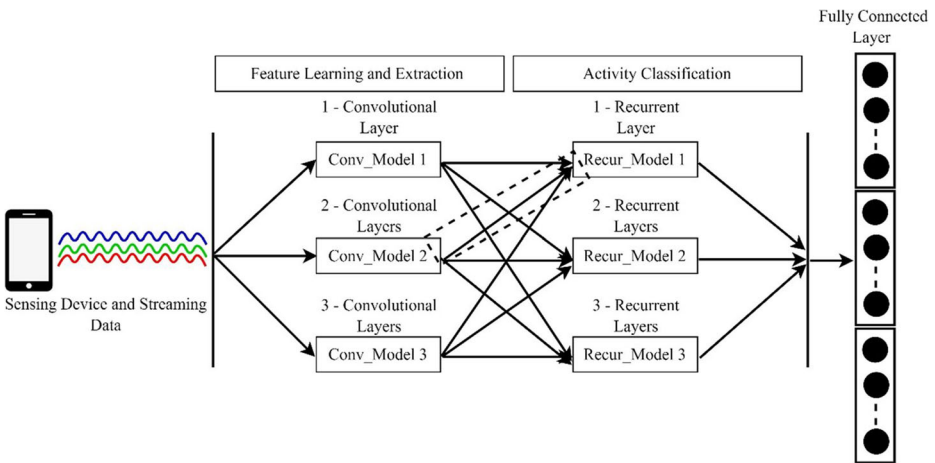 Fully Connected
Layer
Feature Learning and Extraction
Activity Classification
1 - Convolutional
Layer
1 - Recurrent
Layer
Conv_Model 1
Recur_Model 1
2 - Convolutional
Layers
2 - Recurrent
Layers
Conv_Model 2
Recur_Model 2
Sensing Device and Streaming
Data
3 - Convolutional
Layers
3 - Recurrent
Layers
Conv_Model 3
Recur_Model 3